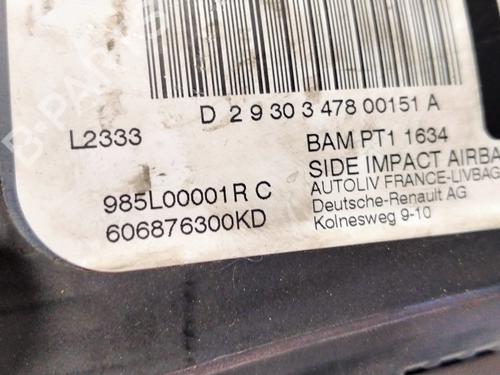 D 2 9 30 3 478 00151 A
L2333
BAM PT1 1634
SIDE IMPACT AIRBA
985L00001R C
AUTOLIV FRANCE-LIVBAG
606876300KD
Deutsche-Renault AG
Kolnesweg 9-10
B-PARTS